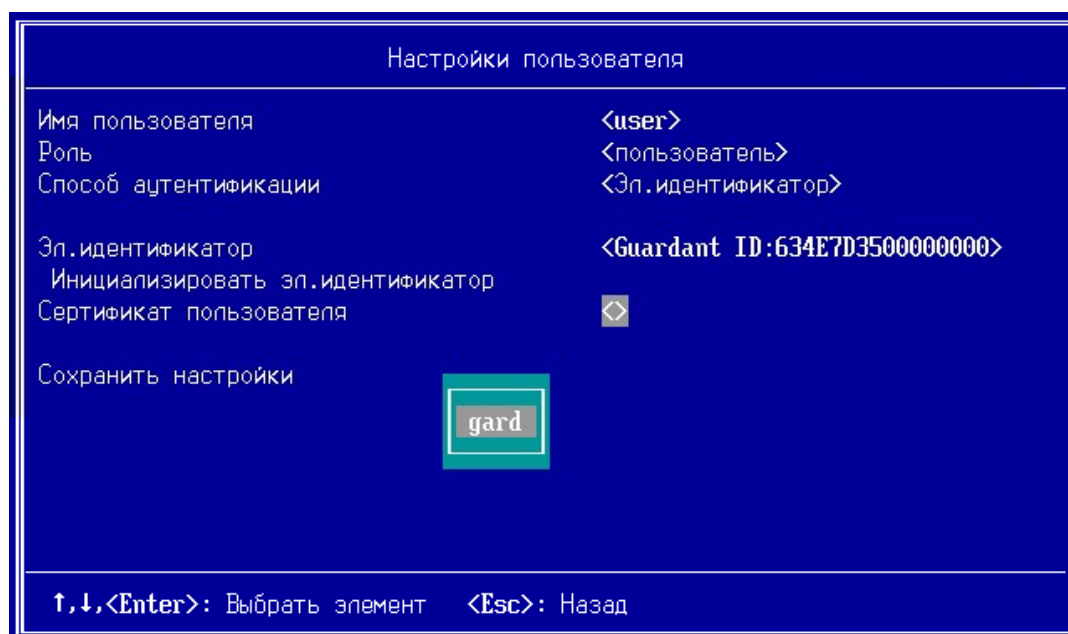 Настройки пользователя
Имя пользователя <user>
Роль <пользователь>
Способ аутентификации <Эл.идентификатор>
Эл.идентификатор <Guardant ID:634E7D3500000000>
Инициализировать эл.идентификатор
Сертификат пользователя <>
Сохранить настройки
gard
↑,↓,<Enter>: Выбрать элемент <Esc>: Назад